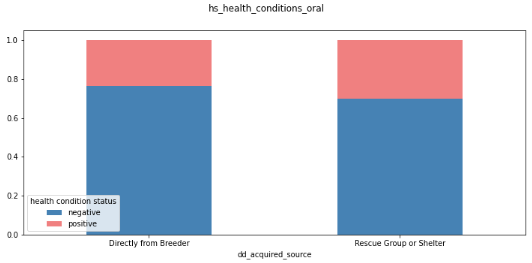 hs_health_conditions_oral
1.0
0.8
0.6
0.4
0.2
0.0
health condition status
negative
positive
Directly from Breeder
Rescue Group or Shelter
dd_acquired_source